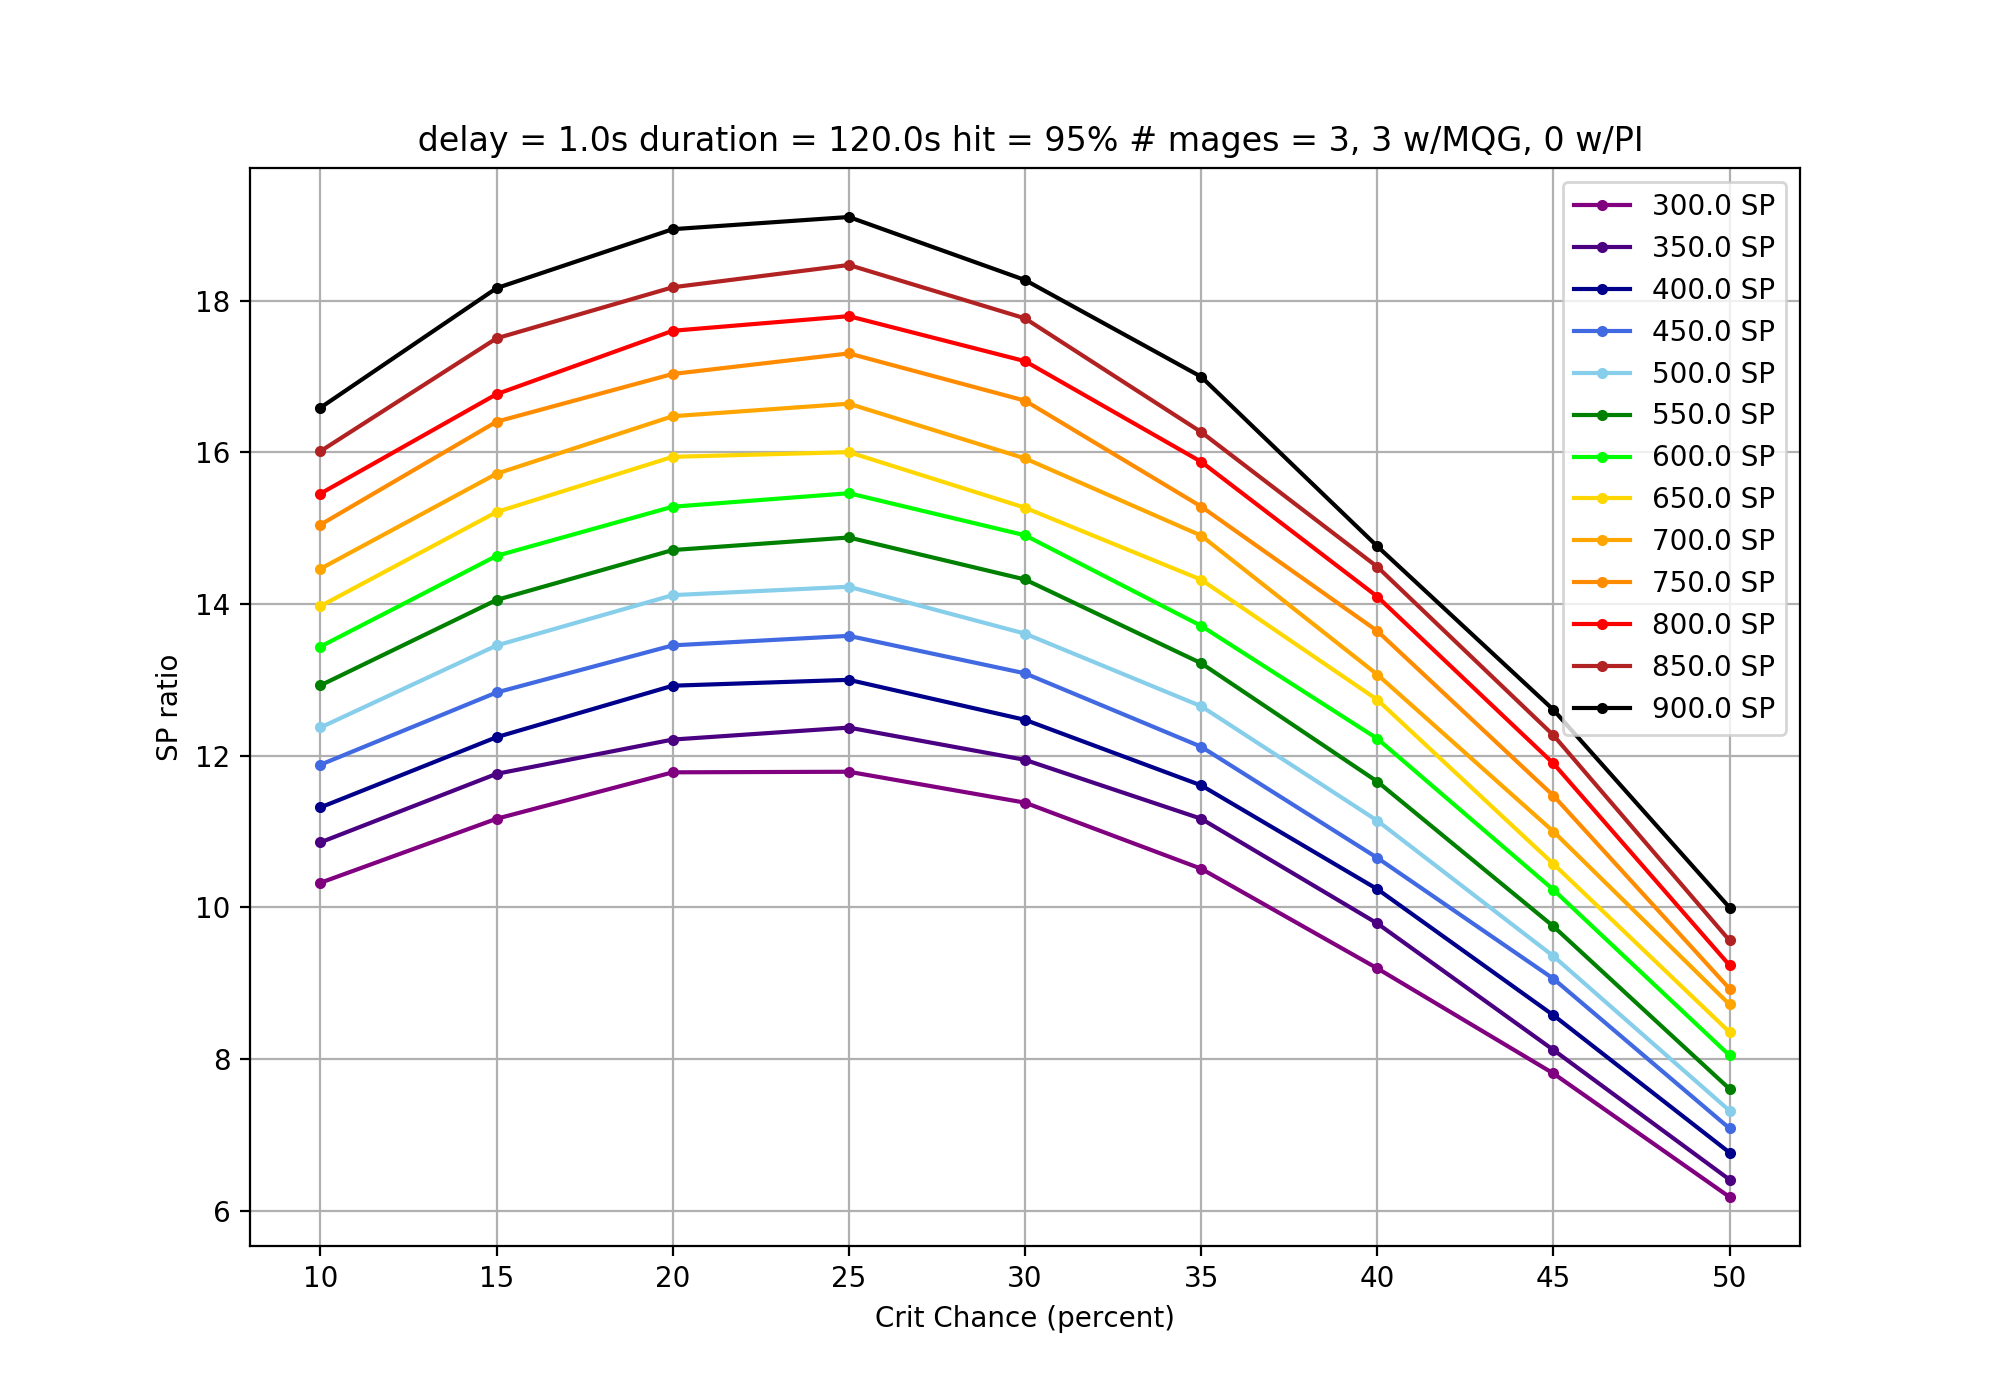 delay = 1.0s duration = 120.0s hit = 95% # mages = 3, 3 w/MQG, 0 w/PI
300.0 SP
350.0 SP
400.0 SP
450.0 SP
500.0 SP
550.0 SP
600.0 SP
650.0 SP
700.0 SP
750.0 SP
800.0 SP
850.0 SP
900.0 SP
SP ratio
18
16
14
12
10
8
6
10 15 20 25 30 35 40 45 50
Crit Chance (percent)